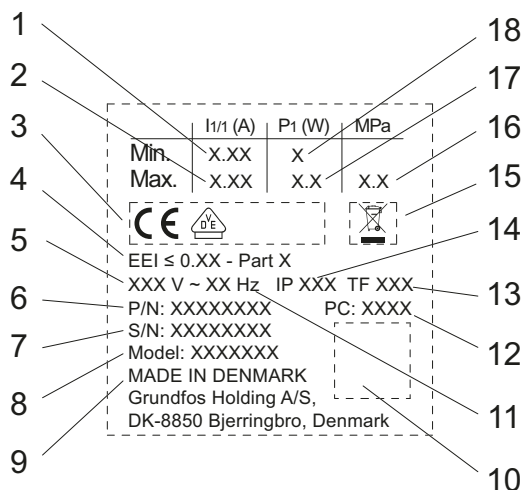 1
18
2
17
I1/1 (A) P1 (W) MPa
Min. X.XX X
3
16
Max. X.XX X.X X.X
4
15
CE DVE
5
14
EEI ≤ 0.XX - Part X
XXX V ~ XX Hz IP XXX TF XXX
6
13
P/N: XXXXXXXX PC: XXXX
7
S/N: XXXXXXXX
12
Model: XXXXXXX
8
MADE IN DENMARK
11
Grundfos Holding A/S,
9
DK-8850 Bjerringbro, Denmark
10